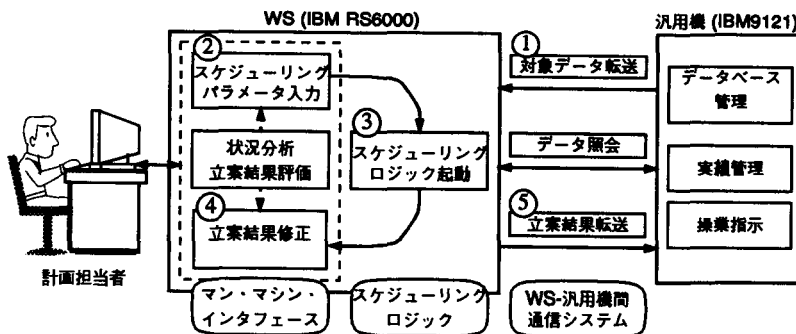 WS (IBM RS6000)
汎用機 (IBM9121)
②
スケジューリング
パラメータ入力
状況分析
立案結果評価
④
立案結果修正
③
スケジューリング
ロジック起動
①
対象データ転送
データ照会
⑤
立案結果転送
データベース
管理
実績管理
操業指示
計画担当者
マン・マシン・
インタフェース
スケジューリング
ロジック
WS-汎用機間
通信システム